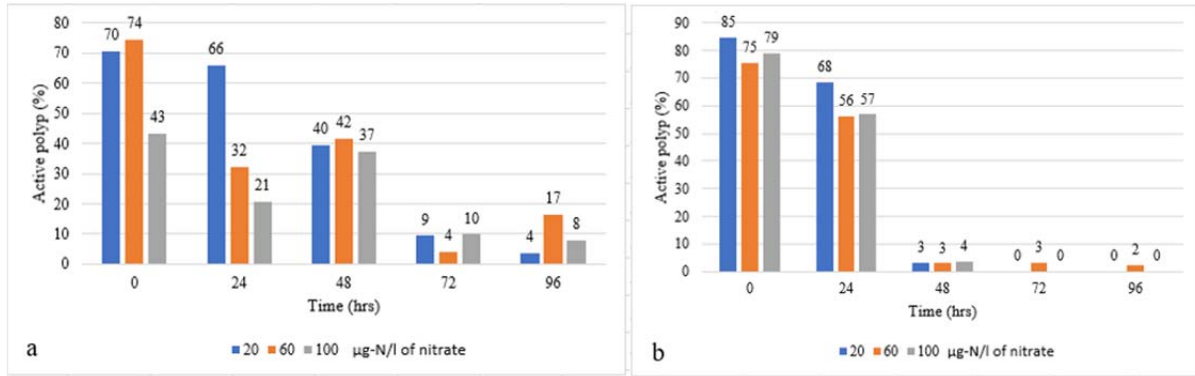 80
70
60
50
40
30
20
10
0
Active polyp (%)
70 74 43
66 32 21
40 42 37
9 4 10
4 17 8
0 24 48 72 96
Time (hrs)
a
20 60 100 µg-N/l of nitrate
90
80
70
60
50
40
30
20
10
0
Active polyp (%)
85 75 79
68 56 57
3 3 4
0 3 0
0 2 0
0 24 48 72 96
Time (hrs)
b
20 60 100 µg-N/l of nitrate